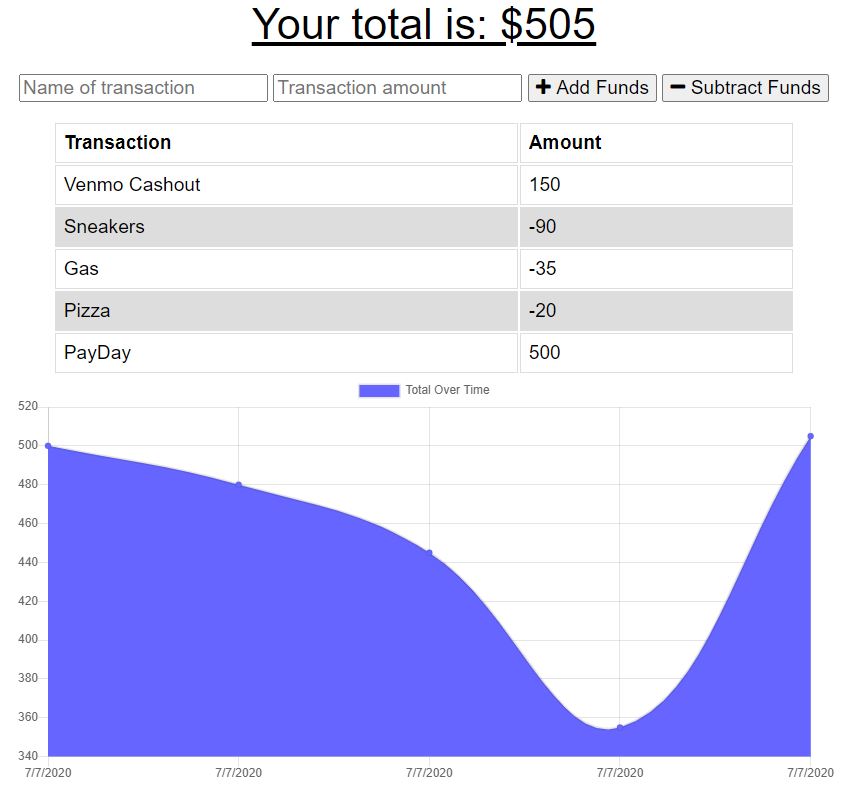 Your total is: $505
Name of transaction Transaction amount + Add Funds − Subtract Funds
Transaction Amount
Venmo Cashout 150
Sneakers -90
Gas -35
Pizza -20
PayDay 500
Total Over Time
520
500
480
460
440
420
400
380
360
340
7/7/2020 7/7/2020 7/7/2020 7/7/2020 7/7/2020